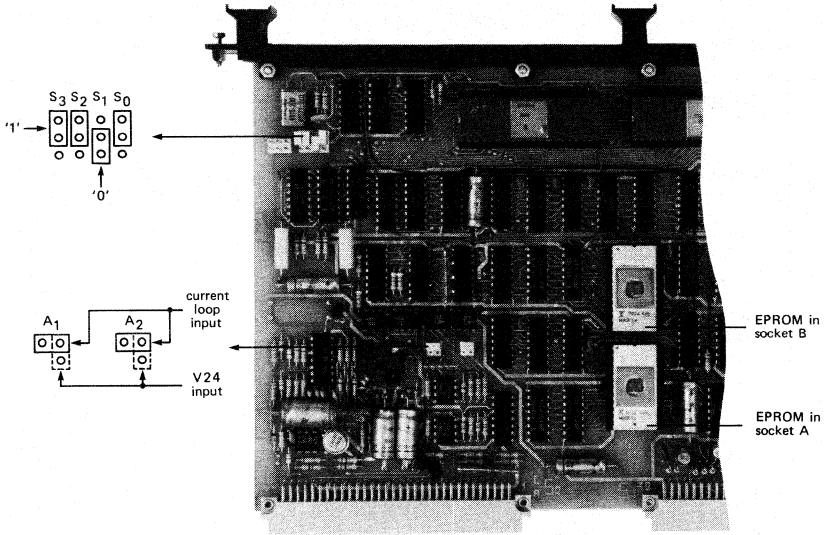 S3 S2 S1 S0
'1'
'0'
current
loop
input
A1
A2
V24
input
EPROM in
socket B
EPROM in
socket A